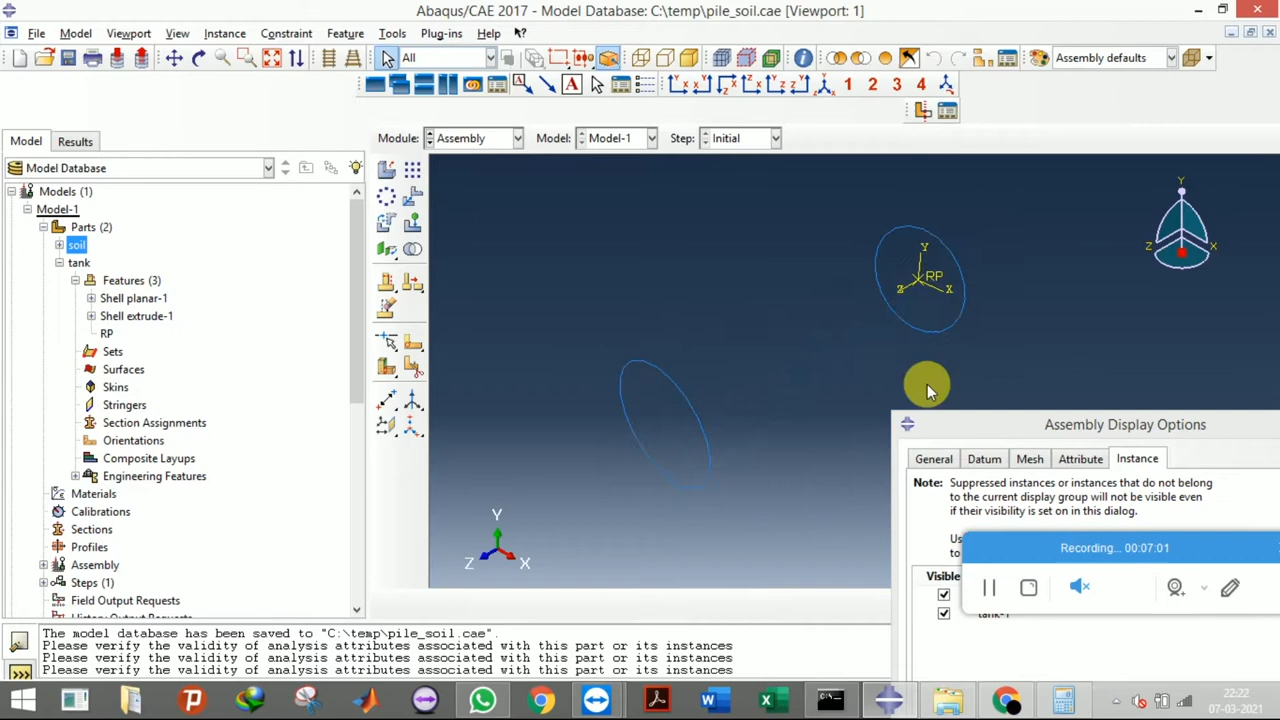 Abaqus/CAE 2017 - Model Database: C:\temp\pile_soil.cae [Viewport: 1]
File Model Viewport View Instance Constraint Feature Tools Plug-ins Help
All
Assembly defaults
1 2 3 4
Model Results
Module: Assembly Model: Model-1 Step: Initial
Model Database
Models (1)
Model-1
Parts (2)
soil
tank
Features (3)
Shell planar-1
Shell extrude-1
RP
Sets
Surfaces
Skins
Stringers
Section Assignments
Orientations
Composite Layups
Engineering Features
Materials
Calibrations
Sections
Profiles
Assembly
Steps (1)
Field Output Requests
History Output Requests
Y
RP
Z X
Y
Z X
Y
Z X
Assembly Display Options
General Datum Mesh Attribute Instance
Note: Suppressed instances or instances that do not belong
to the current display group will not be visible even
if their visibility is set on in this dialog.
Recording... 00:07:01
Visible
tank-1
The model database has been saved to "C:\temp\pile_soil.cae".
Please verify the validity of analysis attributes associated with this part or its instances
Please verify the validity of analysis attributes associated with this part or its instances
Please verify the validity of analysis attributes associated with this part or its instances
22:22
07-03-2021